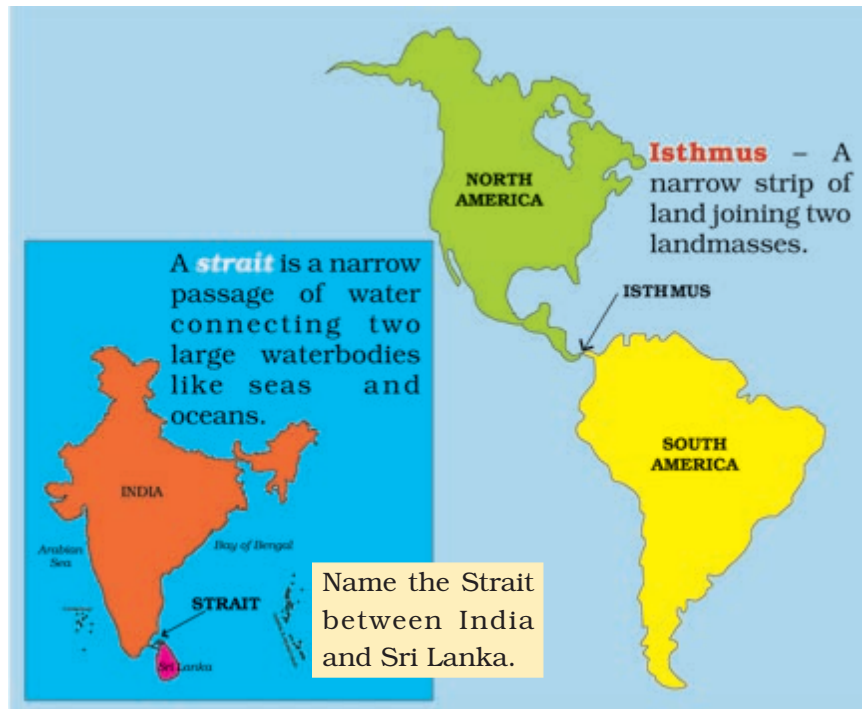 NORTH
AMERICA
Isthmus – A
narrow strip of
land joining two
landmasses.
ISTHMUS
SOUTH
AMERICA
A strait is a narrow
passage of water
connecting two
large waterbodies
like seas and
oceans.
INDIA
Arabian
Sea
Bay of Bengal
STRAIT
Sri Lanka
Name the Strait
between India
and Sri Lanka.